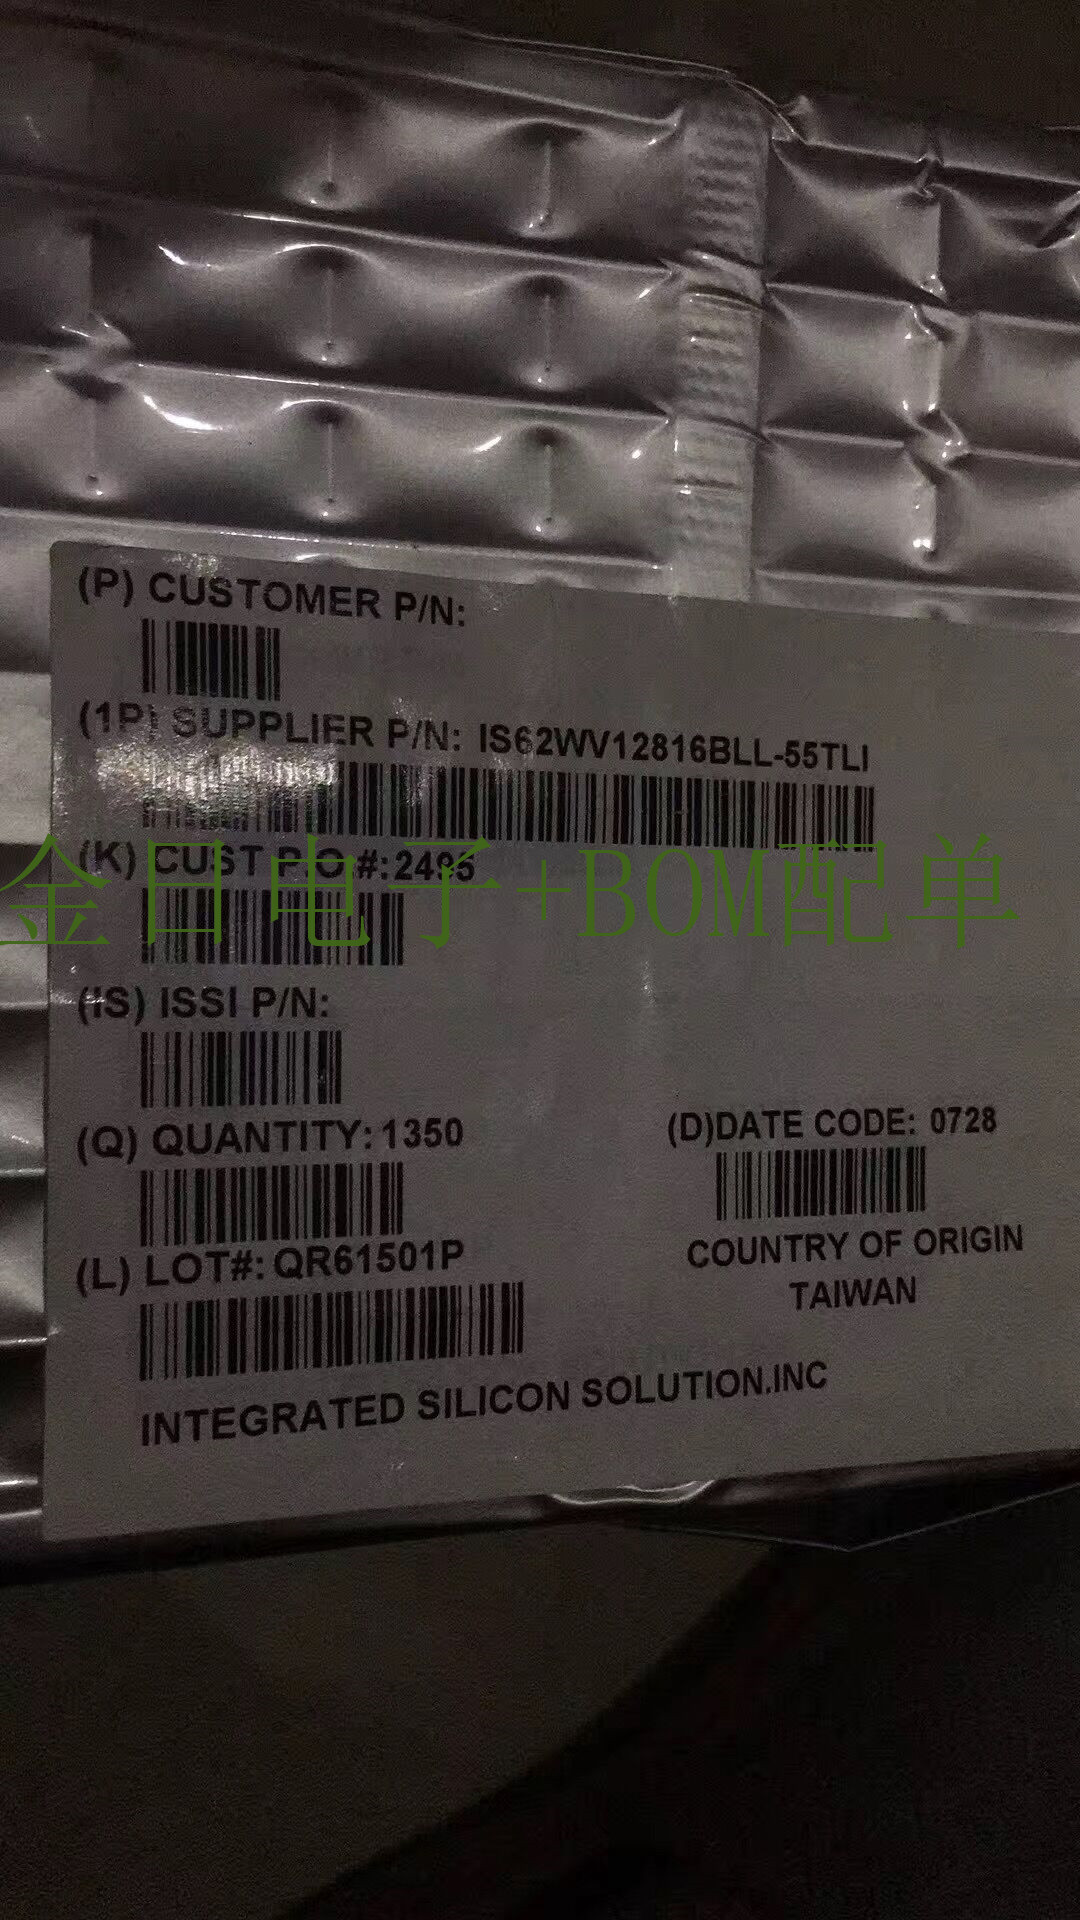 (P) CUSTOMER P/N:
(1P) SUPPLIER P/N: IS62WV12816BLL-55TLI
(K) CUST P.O.#:2495
金日电子+BOM配单
(IS) ISSI P/N:
(Q) QUANTITY:1350
(D)DATE CODE: 0728
(L) LOT#: QR61501P
COUNTRY OF ORIGIN
TAIWAN
INTEGRATED SILICON SOLUTION.INC